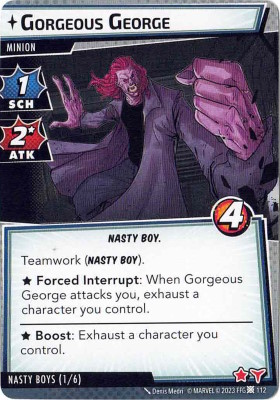 GORGEOUS GEORGE
MINION
1
SCH
2
ATK
4
NASTY BOY.
Teamwork (NASTY BOY).
★ Forced Interrupt: When Gorgeous
George attacks you, exhaust a
character you control.
★ Boost: Exhaust a character you
control.
NASTY BOYS (1/6)
Denis Medri © MARVEL © 2023 FFG 112